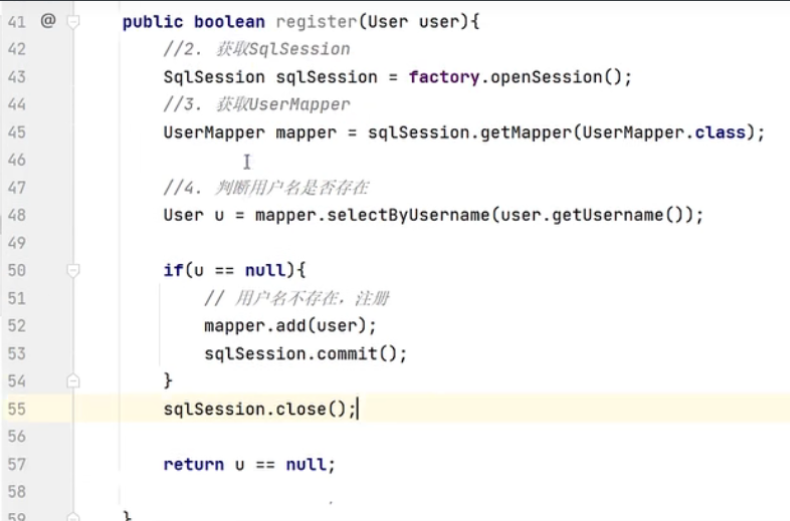 41 @ public boolean register(User user){
42 //2. 获取SqlSession
43 SqlSession sqlSession = factory.openSession();
44 //3. 获取UserMapper
45 UserMapper mapper = sqlSession.getMapper(UserMapper.class);
46
47 //4. 判断用户名是否存在
48 User u = mapper.selectByUsername(user.getUsername());
49
50 if(u == null){
51 // 用户名不存在，注册
52 mapper.add(user);
53 sqlSession.commit();
54 }
55 sqlSession.close();
56
57 return u == null;
58
59 }